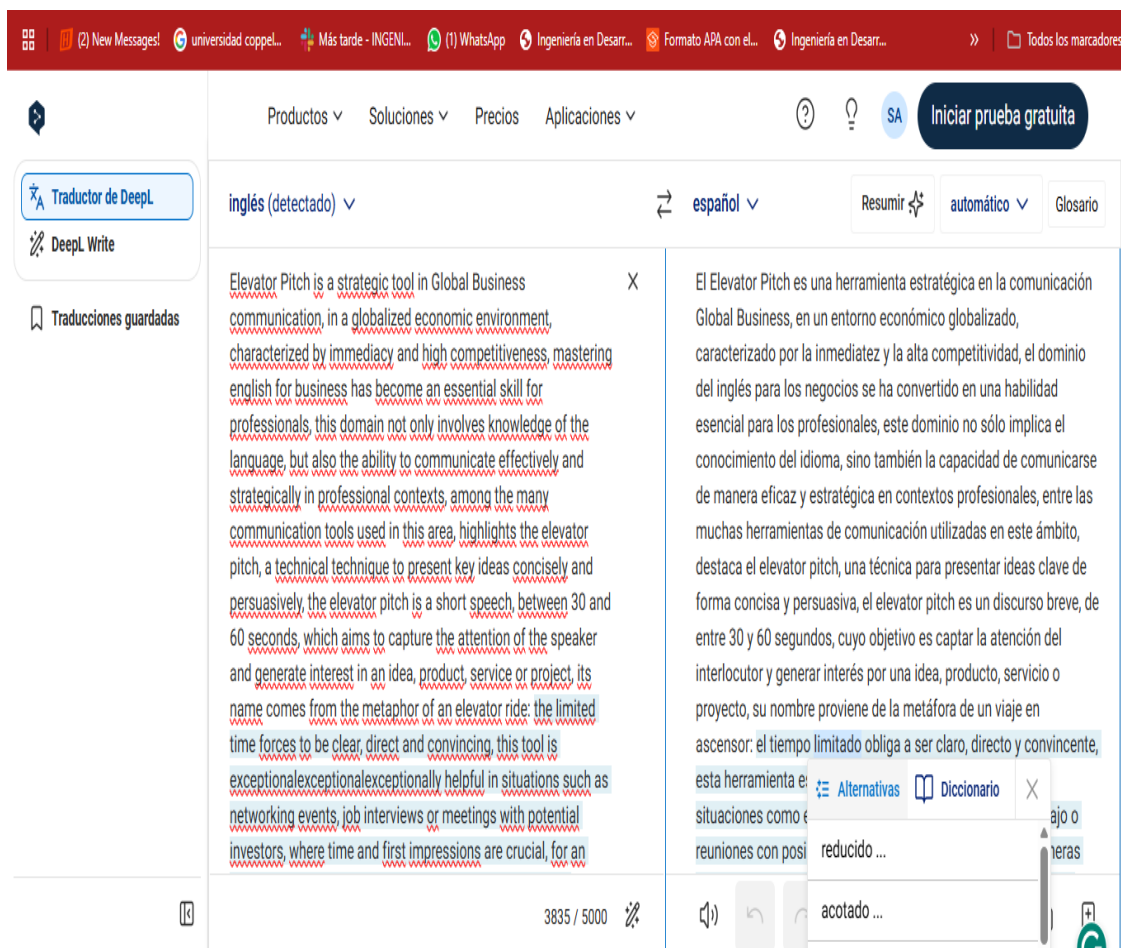 (2) New Messages!
universidad coppel...
Más tarde - INGENI...
(1) WhatsApp
Ingeniería en Desarr...
Formato APA con el...
Ingeniería en Desarr...
»
Todos los marcadores
Productos
Soluciones
Precios
Aplicaciones
SA
Iniciar prueba gratuita
Traductor de DeepL
DeepL Write
Traducciones guardadas
inglés (detectado)
español
Resumir
automático
Glosario
Elevator Pitch is a strategic tool in Global Business
communication, in a globalized economic environment,
characterized by immediacy and high competitiveness, mastering
english for business has become an essential skill for
professionals, this domain not only involves knowledge of the
language, but also the ability to communicate effectively and
strategically in professional contexts, among the many
communication tools used in this area, highlights the elevator
pitch, a technical technique to present key ideas concisely and
persuasively, the elevator pitch is a short speech, between 30 and
60 seconds, which aims to capture the attention of the speaker
and generate interest in an idea, product, service or project, its
name comes from the metaphor of an elevator ride: the limited
time forces to be clear, direct and convincing, this tool is
exceptionalexceptionalexceptionally helpful in situations such as
networking events, job interviews or meetings with potential
investors, where time and first impressions are crucial, for an
3835 / 5000
El Elevator Pitch es una herramienta estratégica en la comunicación
Global Business, en un entorno económico globalizado,
caracterizado por la inmediatez y la alta competitividad, el dominio
del inglés para los negocios se ha convertido en una habilidad
esencial para los profesionales, este dominio no sólo implica el
conocimiento del idioma, sino también la capacidad de comunicarse
de manera eficaz y estratégica en contextos profesionales, entre las
muchas herramientas de comunicación utilizadas en este ámbito,
destaca el elevator pitch, una técnica para presentar ideas clave de
forma concisa y persuasiva, el elevator pitch es un discurso breve, de
entre 30 y 60 segundos, cuyo objetivo es captar la atención del
interlocutor y generar interés por una idea, producto, servicio o
proyecto, su nombre proviene de la metáfora de un viaje en
ascensor: el tiempo limitado obliga a ser claro, directo y convincente,
esta herramienta
situaciones como
ajo o
reuniones con posi
neras
Alternativas
Diccionario
reducido ...
acotado ...